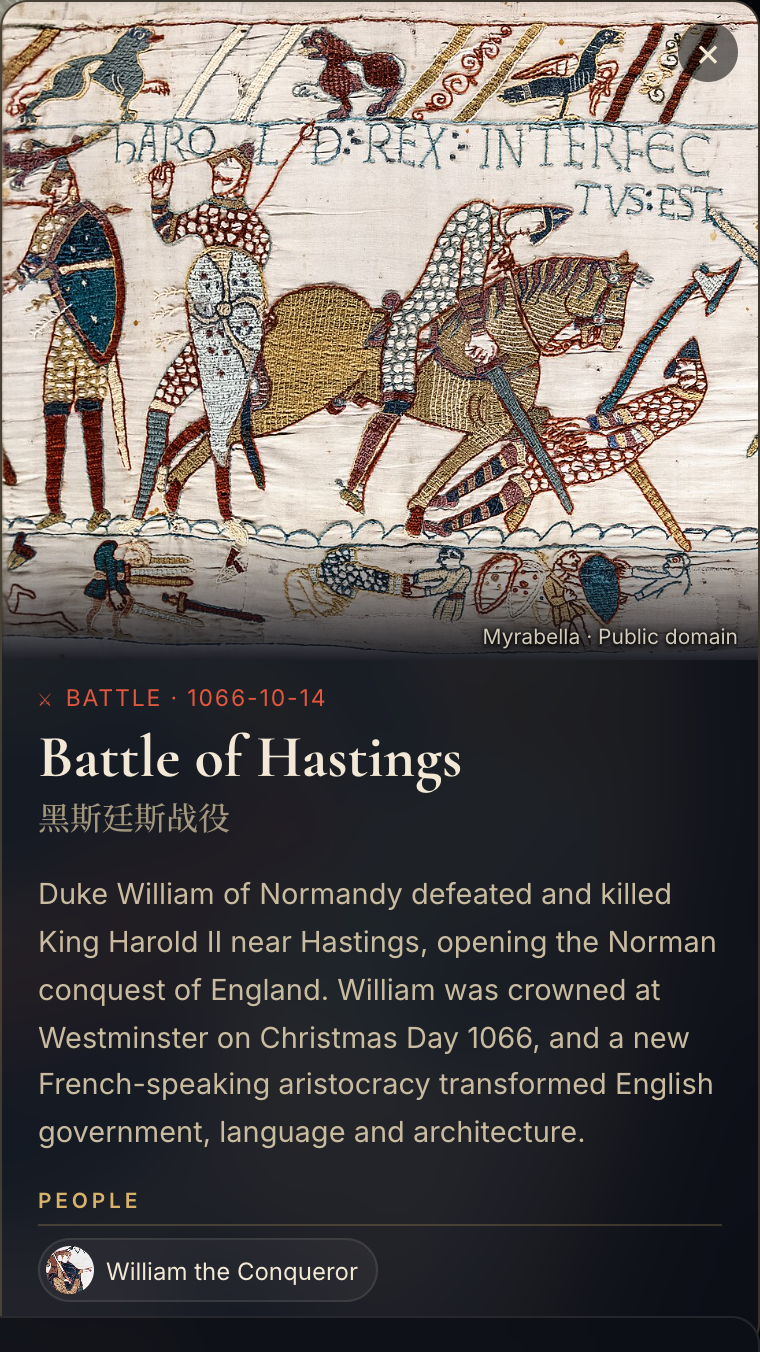 hAROLD:REX:INTERFEC
TVS:EST
Myrabella · Public domain
⚔ BATTLE · 1066-10-14
Battle of Hastings
黑斯廷斯战役
Duke William of Normandy defeated and killed
King Harold II near Hastings, opening the Norman
conquest of England. William was crowned at
Westminster on Christmas Day 1066, and a new
French-speaking aristocracy transformed English
government, language and architecture.
PEOPLE
William the Conqueror